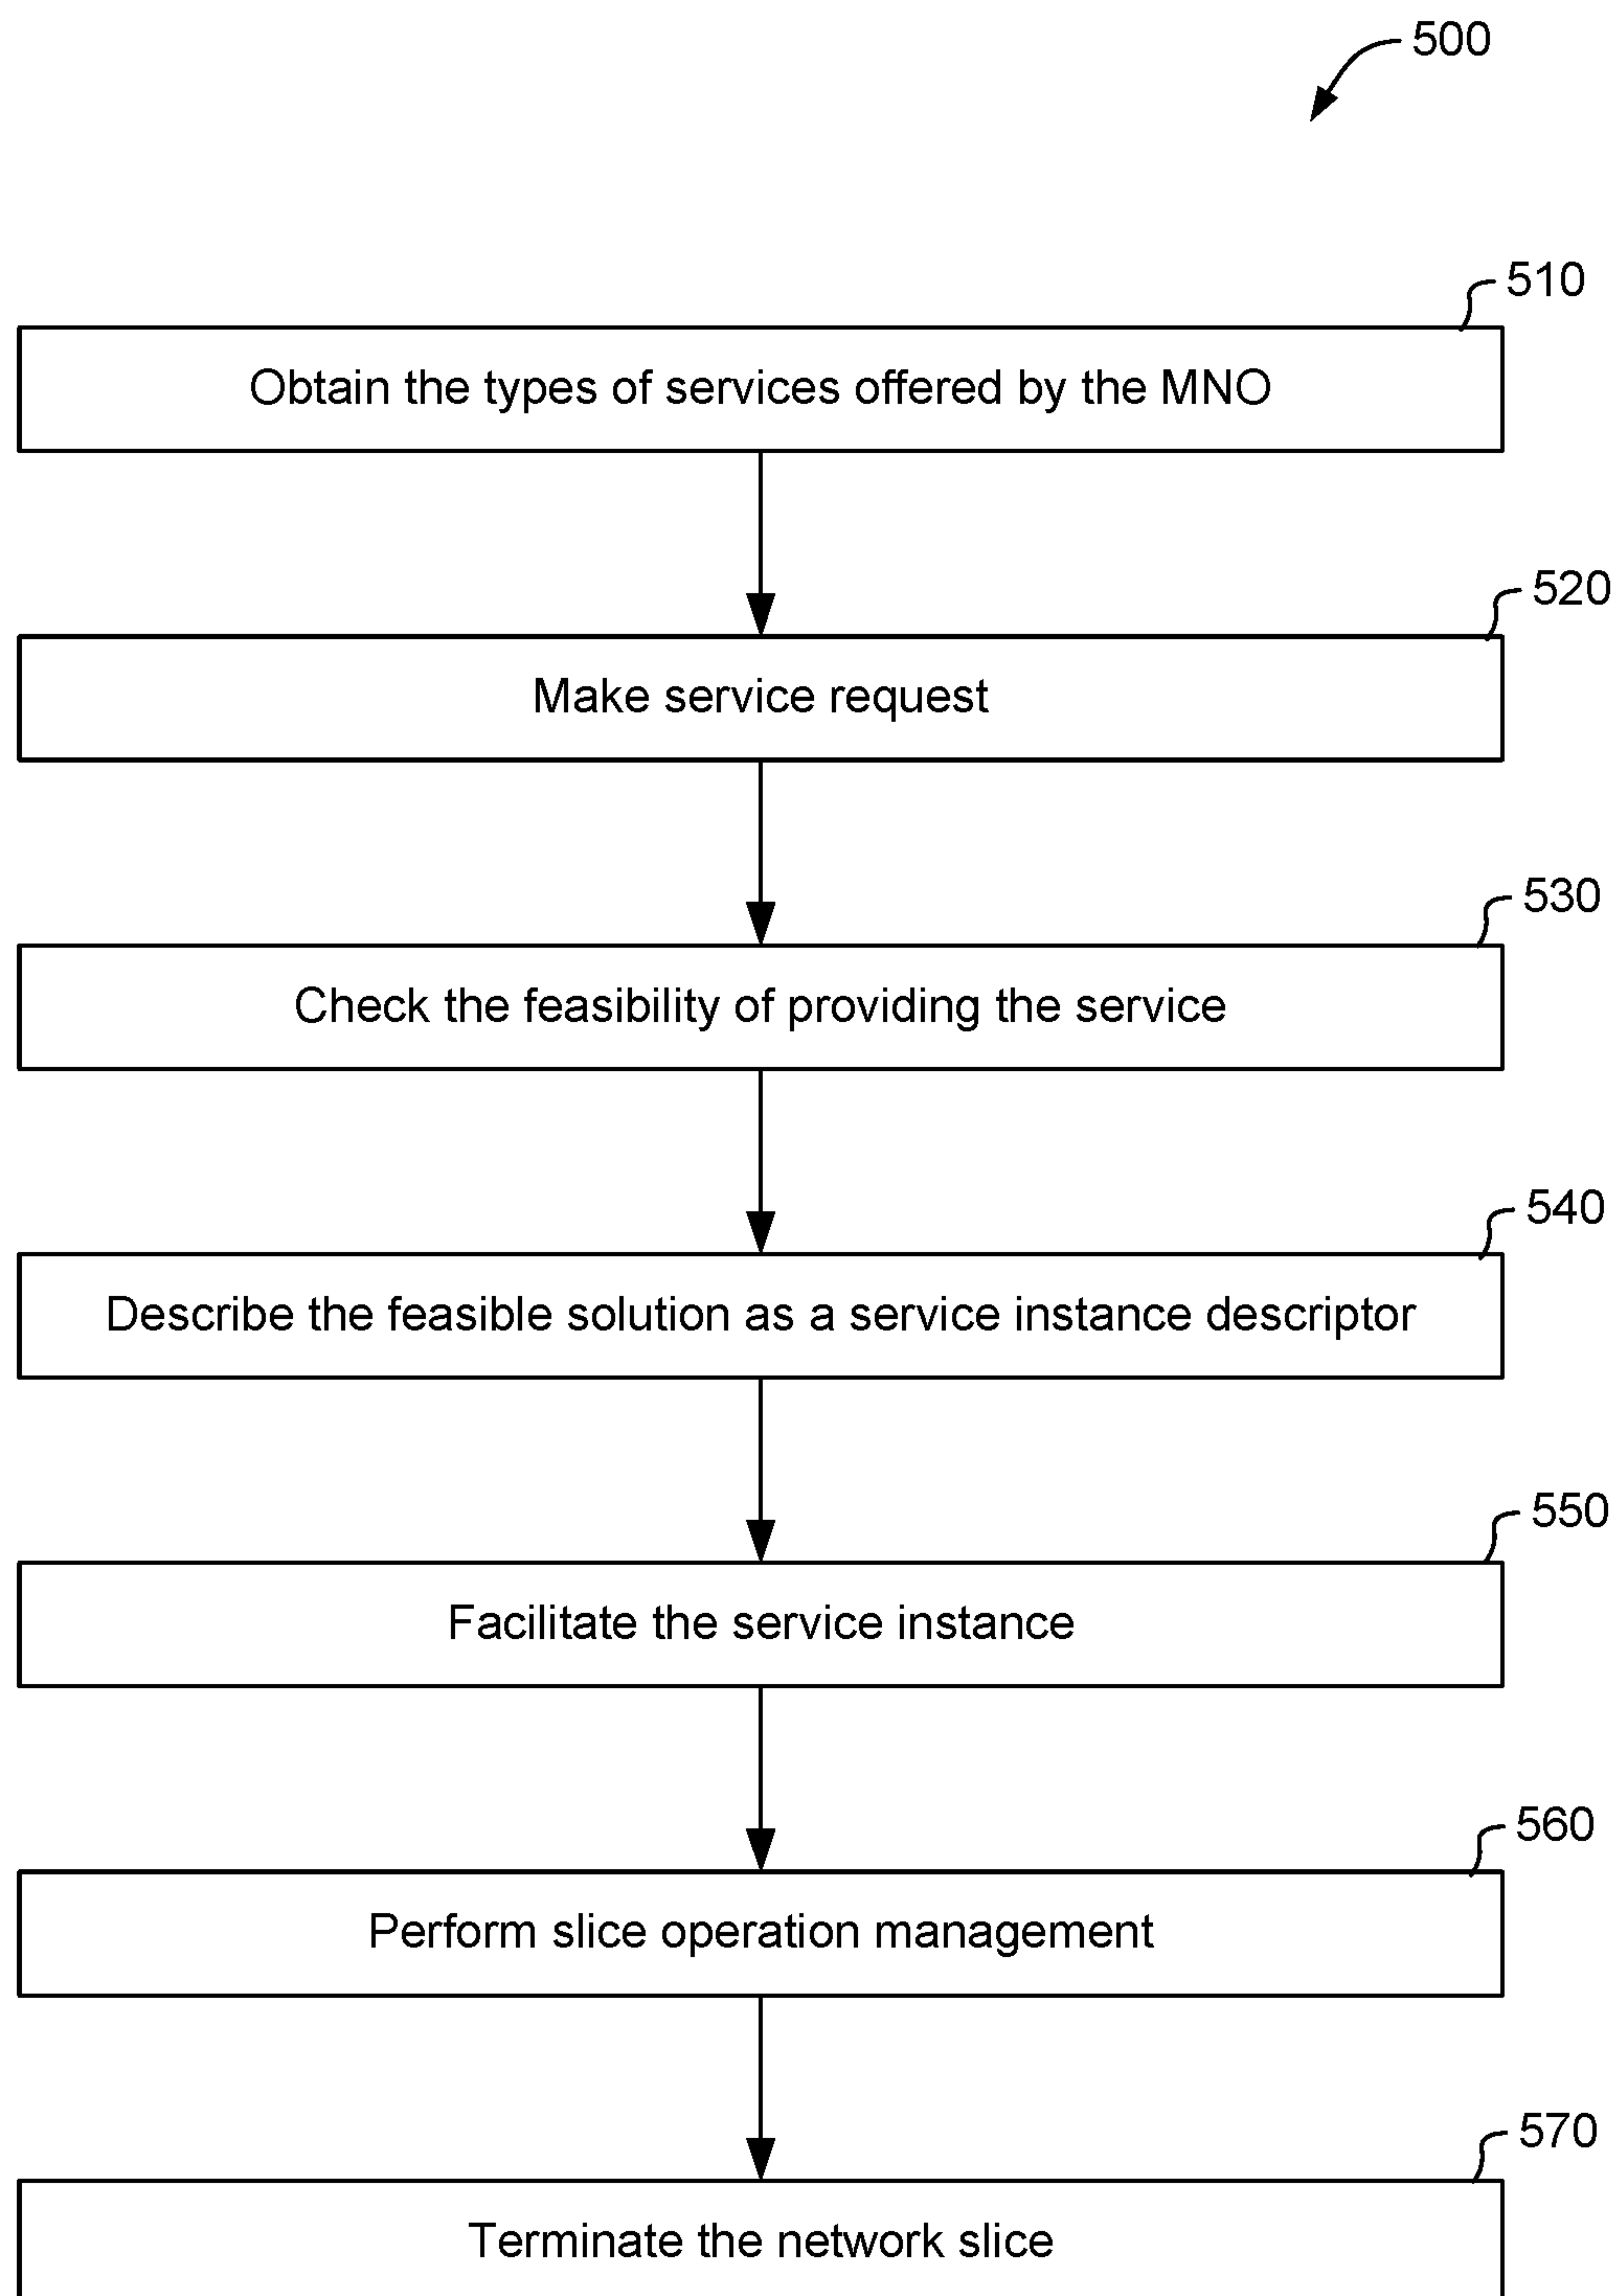 500
510
Obtain the types of services offered by the MNO
520
Make service request
530
Check the feasibility of providing the service
540
Describe the feasible solution as a service instance descriptor
550
Facilitate the service instance
560
Perform slice operation management
570
Terminate the network slice